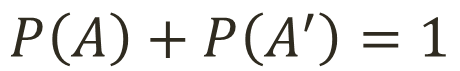 P(A) + P(A′) = 1